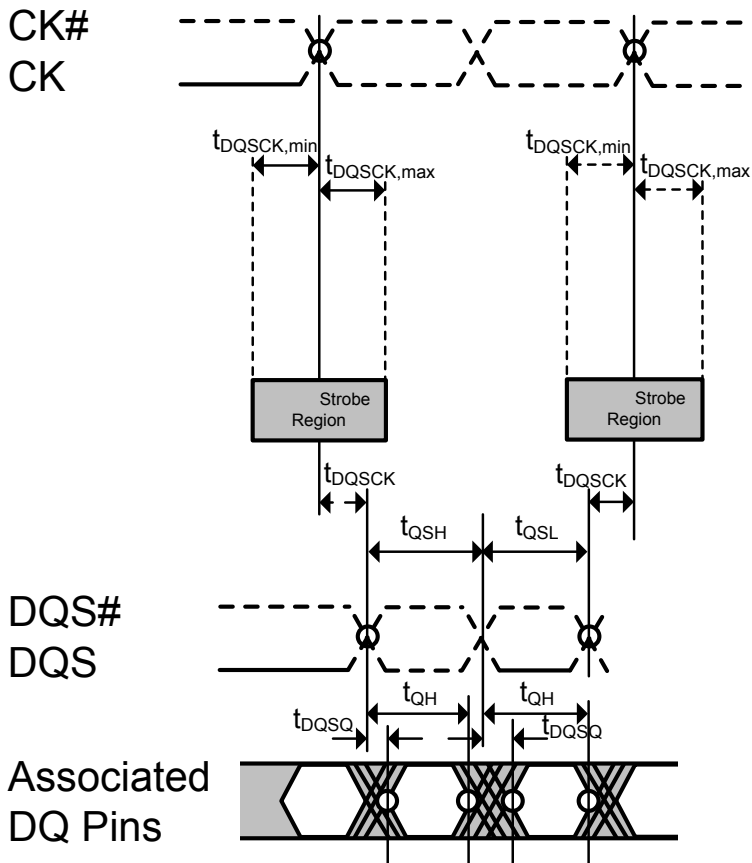 CK#
CK
tDQSCK,min
tDQSCK,max
tDQSCK,min
tDQSCK,max
Strobe
Region
Strobe
Region
tDQSCK
tDQSCK
tQSH
tQSL
DQS#
DQS
tQH
tQH
tDQSQ
tDQSQ
Associated
DQ Pins